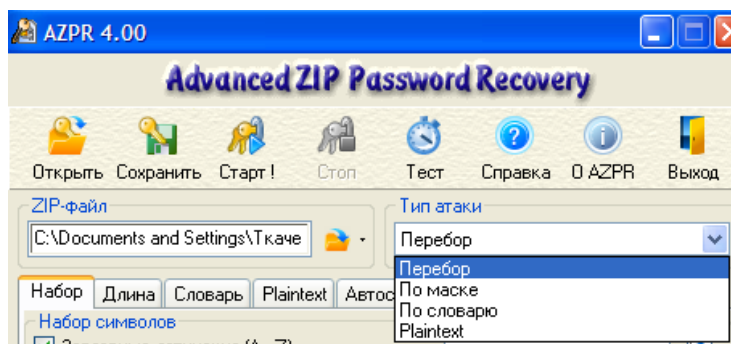 AZPR 4.00
Advanced ZIP Password Recovery
Открыть Сохранить Старт ! Стоп Тест Справка О AZPR Выход
ZIP-файл
Тип атаки
C:\Documents and Settings\Ткаче
Перебор
Перебор
По маске
По словарю
Plaintext
Набор Длина Словарь Plaintext Автос
Набор символов